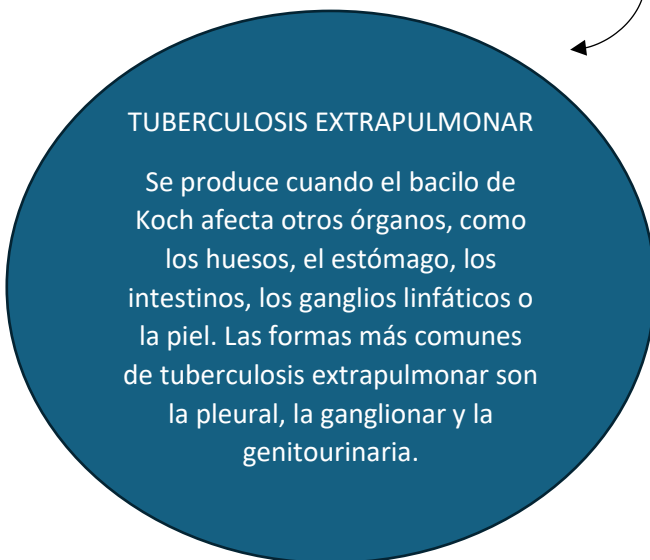 TUBERCULOSIS EXTRAPULMONAR
Se produce cuando el bacilo de
Koch afecta otros órganos, como
los huesos, el estómago, los
intestinos, los ganglios linfáticos o
la piel. Las formas más comunes
de tuberculosis extrapulmonar son
la pleural, la ganglionar y la
genitourinaria.